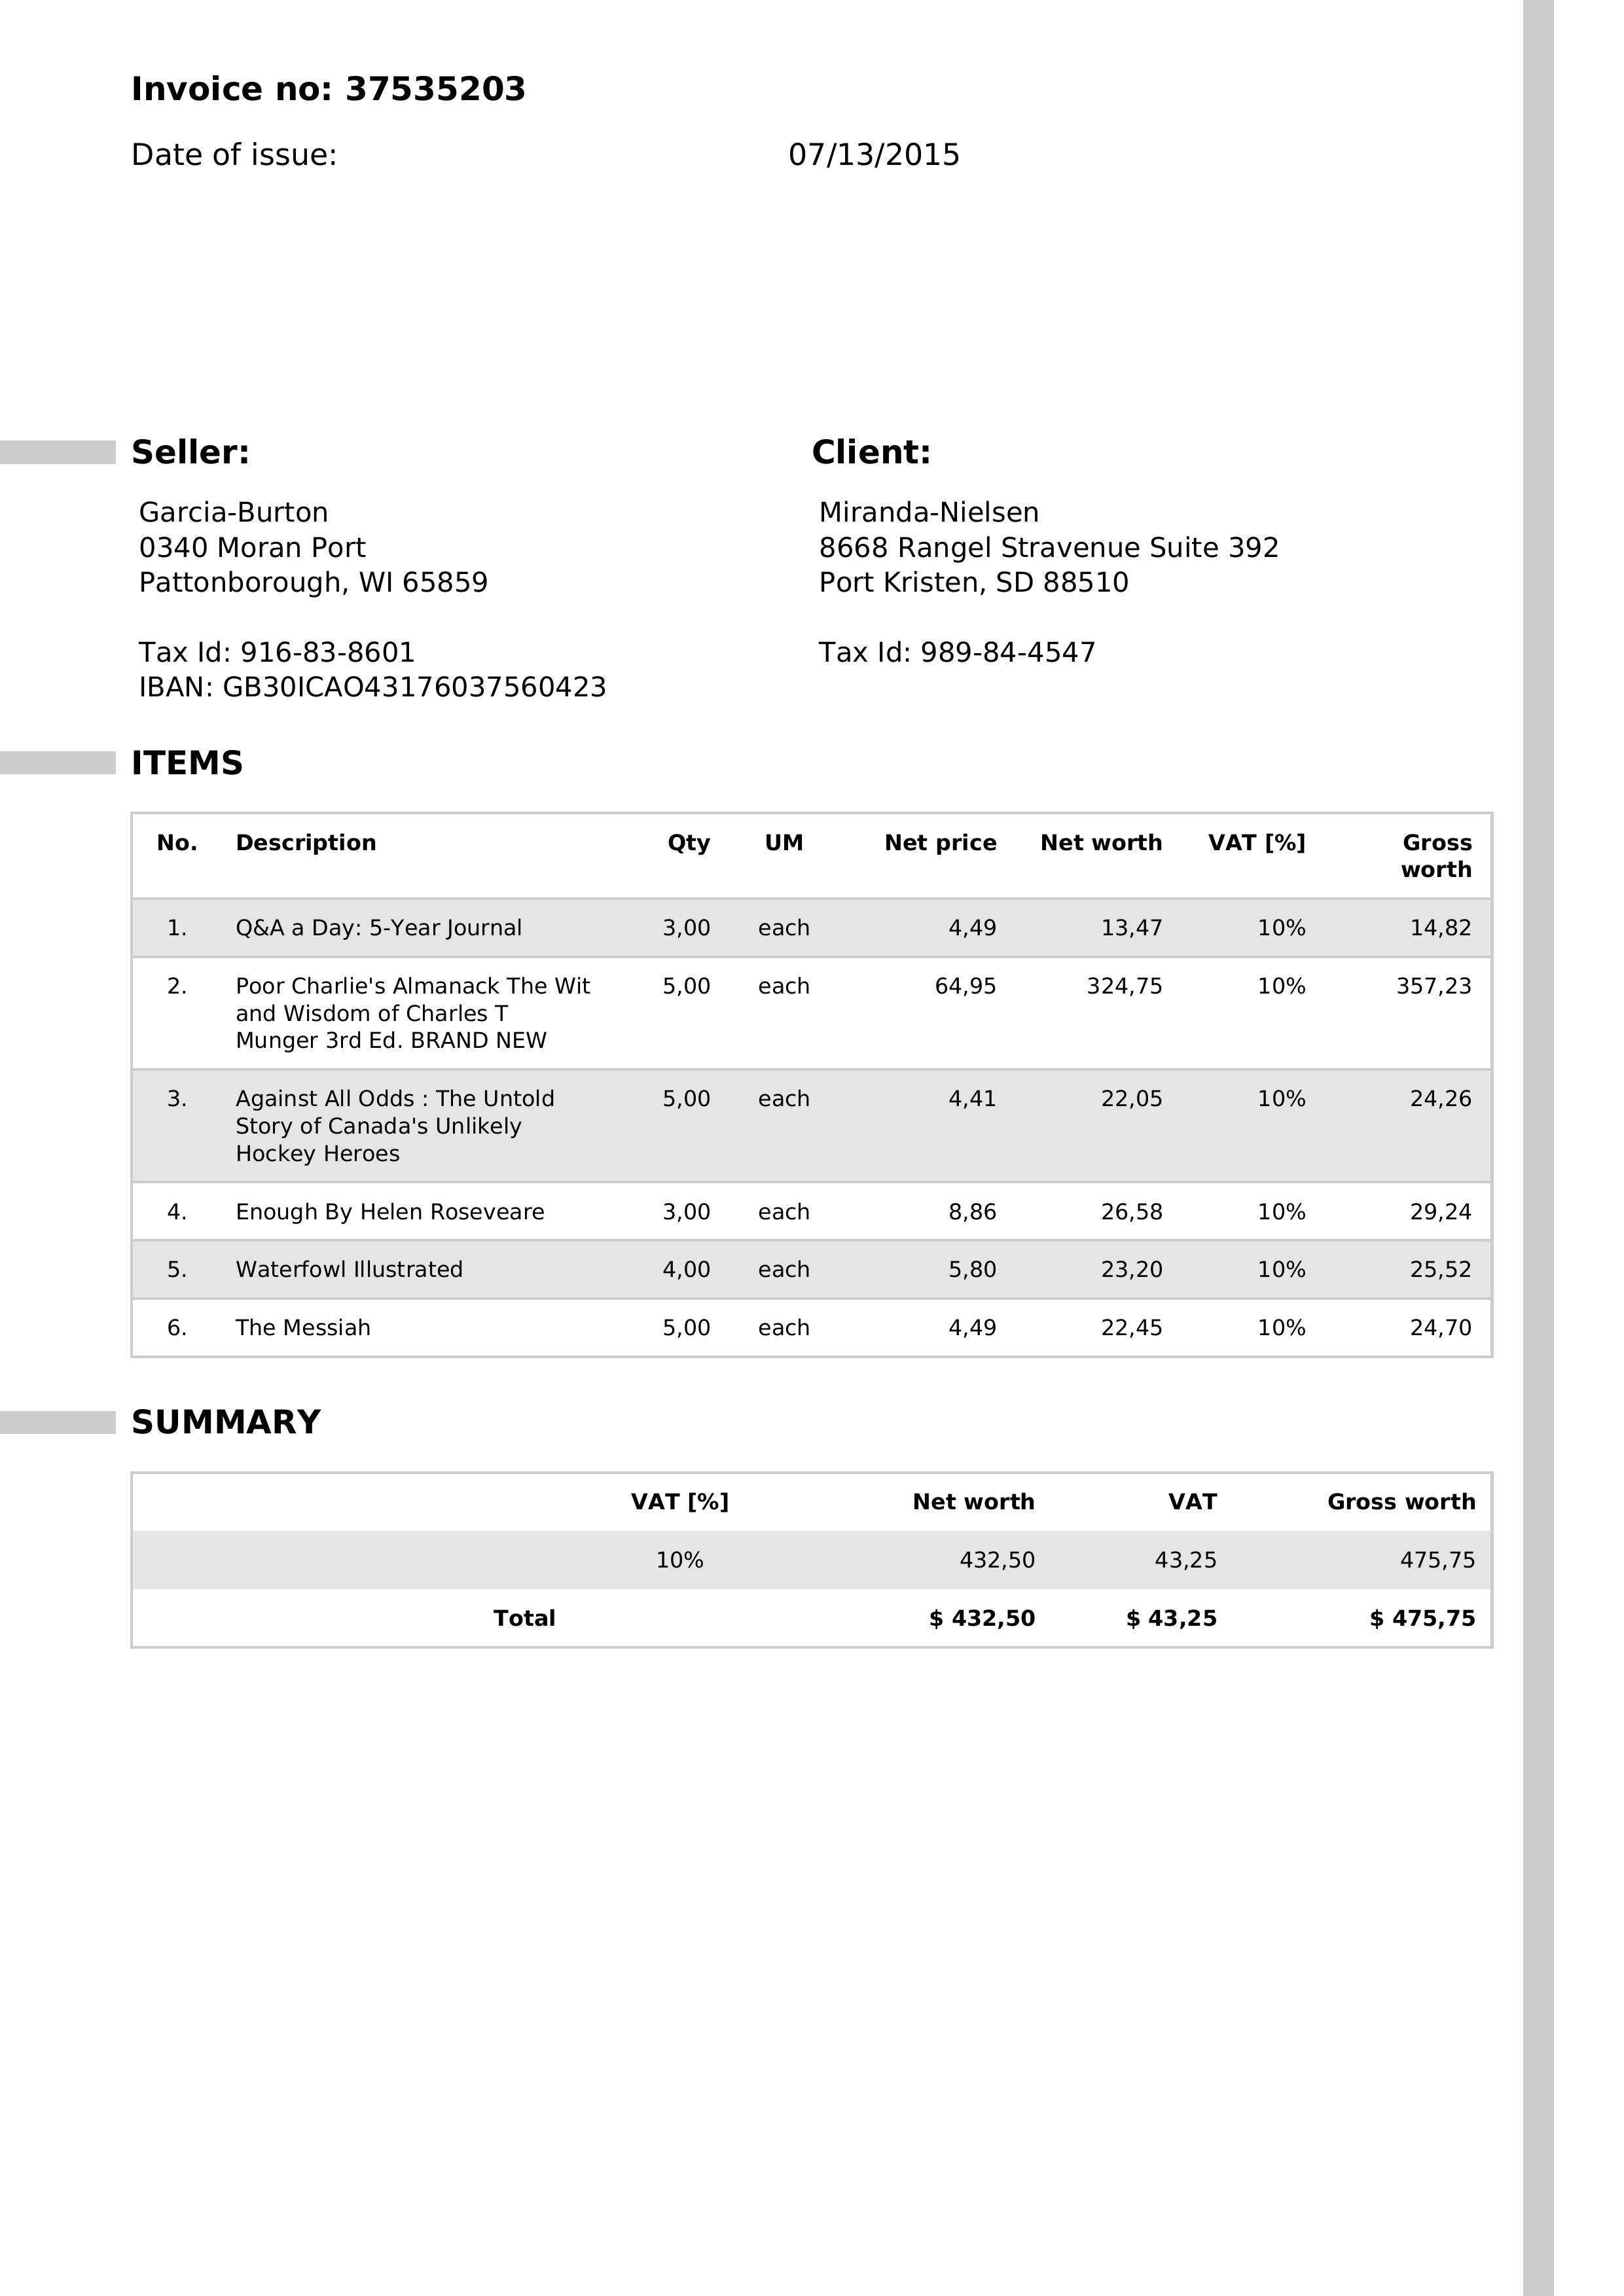 Invoice no: 37535203
Date of issue: 07/13/2015
Seller:
Garcia-Burton
0340 Moran Port
Pattonborough, WI 65859
Tax Id: 916-83-8601
IBAN: GB30ICAO43176037560423
Client:
Miranda-Nielsen
8668 Rangel Stravenue Suite 392
Port Kristen, SD 88510
Tax Id: 989-84-4547
ITEMS
No. Description Qty UM Net price Net worth VAT [%] Gross
worth
1. Q&A a Day: 5-Year Journal 3,00 each 4,49 13,47 10% 14,82
2. Poor Charlie's Almanack The Wit 5,00 each 64,95 324,75 10% 357,23
and Wisdom of Charles T
Munger 3rd Ed. BRAND NEW
3. Against All Odds : The Untold 5,00 each 4,41 22,05 10% 24,26
Story of Canada's Unlikely
Hockey Heroes
4. Enough By Helen Roseveare 3,00 each 8,86 26,58 10% 29,24
5. Waterfowl Illustrated 4,00 each 5,80 23,20 10% 25,52
6. The Messiah 5,00 each 4,49 22,45 10% 24,70
SUMMARY
VAT [%] Net worth VAT Gross worth
10% 432,50 43,25 475,75
Total $ 432,50 $ 43,25 $ 475,75